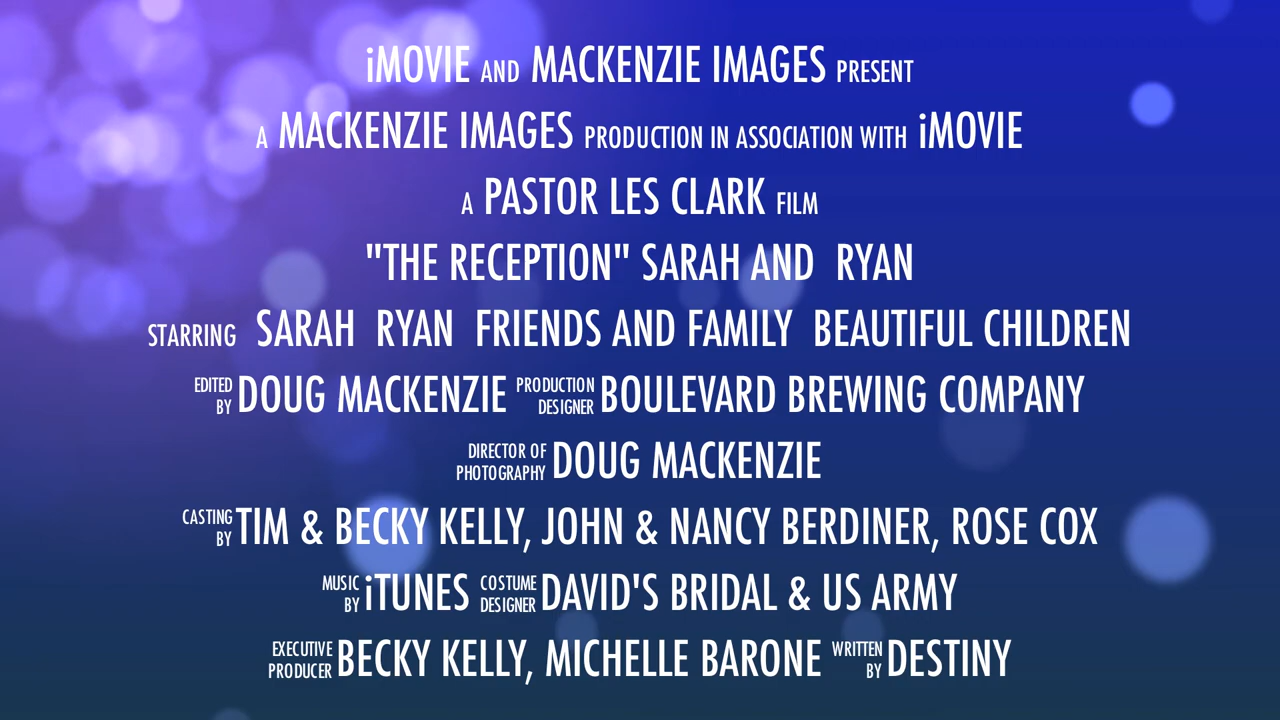 iMOVIE AND MACKENZIE IMAGES PRESENT
A MACKENZIE IMAGES PRODUCTION IN ASSOCIATION WITH iMOVIE
A PASTOR LES CLARK FILM
"THE RECEPTION" SARAH AND RYAN
STARRING SARAH RYAN FRIENDS AND FAMILY BEAUTIFUL CHILDREN
EDITED BY DOUG MACKENZIE PRODUCTION DESIGNER BOULEVARD BREWING COMPANY
DIRECTOR OF PHOTOGRAPHY DOUG MACKENZIE
CASTING BY TIM & BECKY KELLY, JOHN & NANCY BERDINER, ROSE COX
MUSIC BY iTUNES COSTUME DESIGNER DAVID'S BRIDAL & US ARMY
EXECUTIVE PRODUCER BECKY KELLY, MICHELLE BARONE WRITTEN BY DESTINY